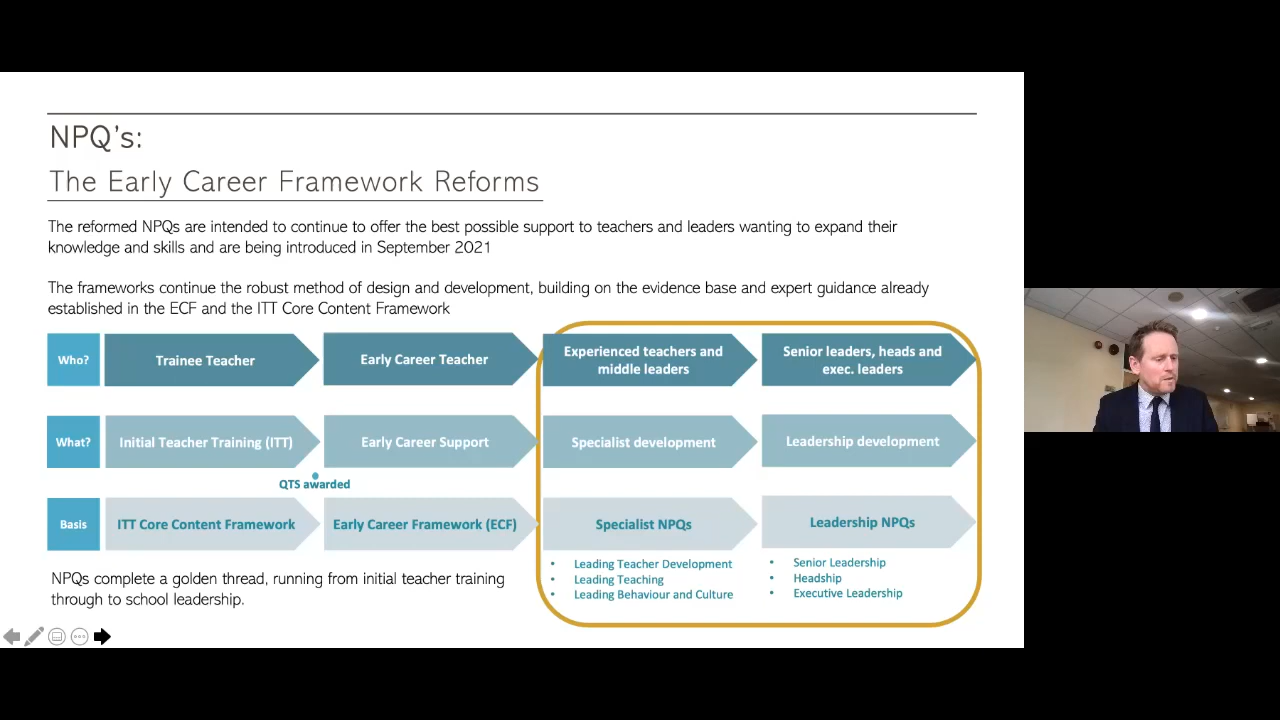 NPQ's:
The Early Career Framework Reforms
The reformed NPQs are intended to continue to offer the best possible support to teachers and leaders wanting to expand their
knowledge and skills and are being introduced in September 2021
The frameworks continue the robust method of design and development, building on the evidence base and expert guidance already
established in the ECF and the ITT Core Content Framework
Who?
Trainee Teacher
Early Career Teacher
Experienced teachers and
middle leaders
Senior leaders, heads and
exec. leaders
What?
Initial Teacher Training (ITT)
Early Career Support
Specialist development
Leadership development
QTS awarded
Basis
ITT Core Content Framework
Early Career Framework (ECF)
Specialist NPQs
Leadership NPQs
• Leading Teacher Development
• Leading Teaching
• Leading Behaviour and Culture
• Senior Leadership
• Headship
• Executive Leadership
NPQs complete a golden thread, running from initial teacher training
through to school leadership.